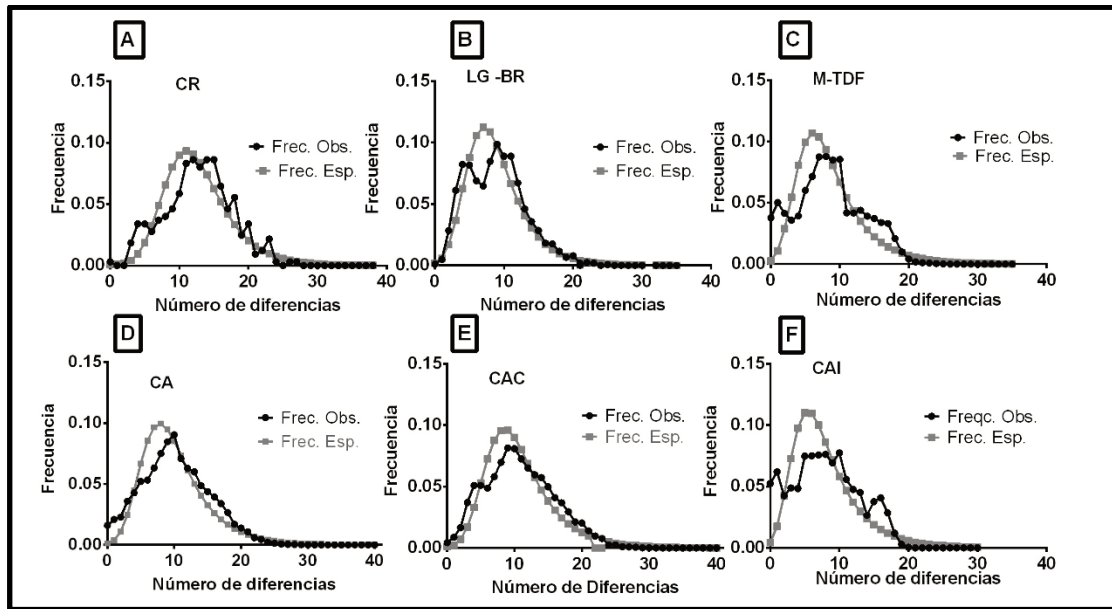 A
CR
Frecuencia
0.15
0.10
0.05
0.00
0 10 20 30 40
Número de diferencias
Frec. Obs.
Frec. Esp.
B
LG -BR
Frecuencia
0.15
0.10
0.05
0.00
0 10 20 30 40
Número de diferencias
Frec. Obs.
Frec. Esp.
C
M-TDF
Frecuencia
0.15
0.10
0.05
0.00
0 10 20 30 40
Número de diferencias
Frec. Obs.
Frec. Esp.
D
CA
Frecuencia
0.15
0.10
0.05
0.00
0 10 20 30 40
Número de diferencias
Frec. Obs.
Frec. Esp.
E
CAC
Frecuencia
0.15
0.10
0.05
0.00
0 10 20 30 40
Número de Diferencias
Frec. Obs.
Frec. Esp.
F
CAI
Frecuencia
0.15
0.10
0.05
0.00
0 10 20 30 40
Número de diferencias
Freqc. Obs.
Frec. Esp.